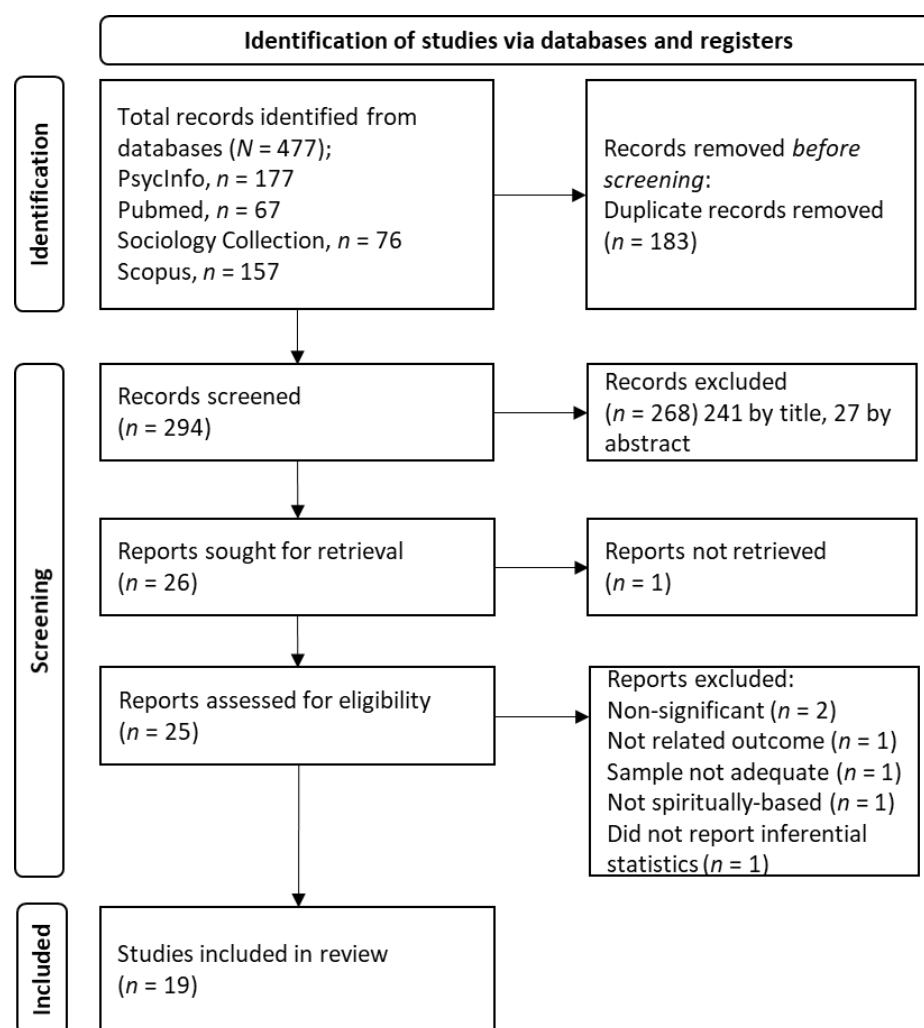 Identification of studies via databases and registers
Identification
Total records identified from
databases (N = 477);
PsycInfo, n = 177
Pubmed, n = 67
Sociology Collection, n = 76
Scopus, n = 157
Records removed before
screening:
Duplicate records removed
(n = 183)
Screening
Records screened
(n = 294)
Records excluded
(n = 268) 241 by title, 27 by
abstract
Reports sought for retrieval
(n = 26)
Reports not retrieved
(n = 1)
Reports assessed for eligibility
(n = 25)
Reports excluded:
Non-significant (n = 2)
Not related outcome (n = 1)
Sample not adequate (n = 1)
Not spiritually-based (n = 1)
Did not report inferential
statistics (n = 1)
Included
Studies included in review
(n = 19)